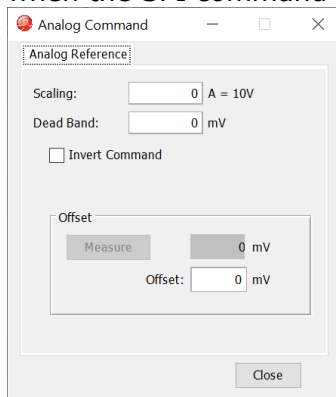 Analog Command
Analog Reference
Scaling: 0 A = 10V
Dead Band: 0 mV
Invert Command
Offset
Measure 0 mV
Offset: 0 mV
Close